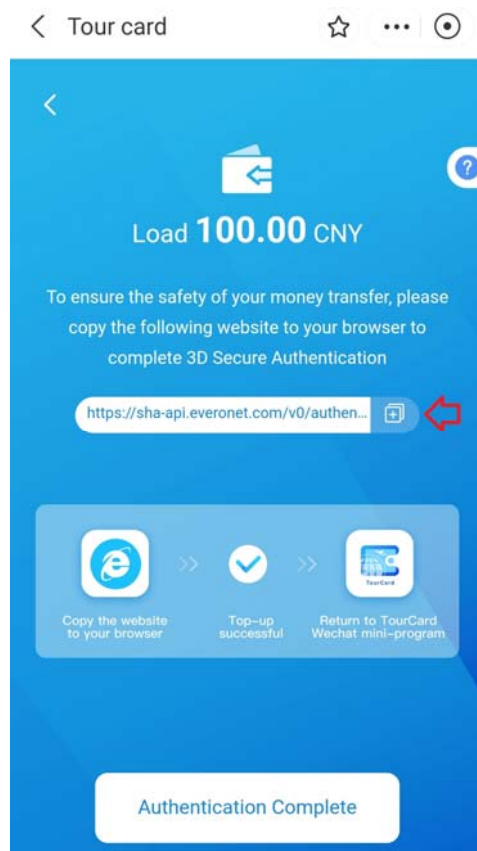 Tour card
?
Load 100.00 CNY
To ensure the safety of your money transfer, please
copy the following website to your browser to
complete 3D Secure Authentication
https://sha-api.everonet.com/v0/authen...
TourCard
Copy the website
to your browser
Top-up
successful
Return to TourCard
Wechat mini-program
Authentication Complete